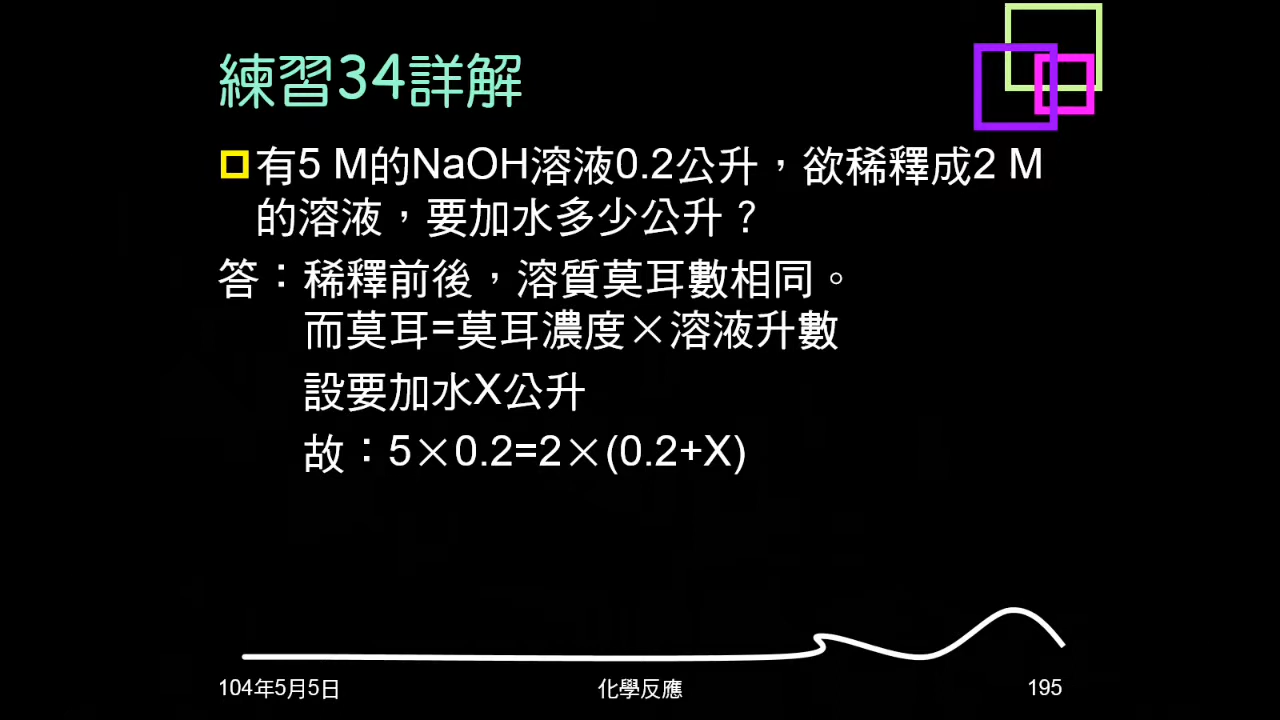 練習34詳解
有5 M的NaOH溶液0.2公升，欲稀釋成2 M
的溶液，要加水多少公升？
答：稀釋前後，溶質莫耳數相同。
而莫耳=莫耳濃度×溶液升數
設要加水X公升
故：5×0.2=2×(0.2+X)
104年5月5日
化學反應
195